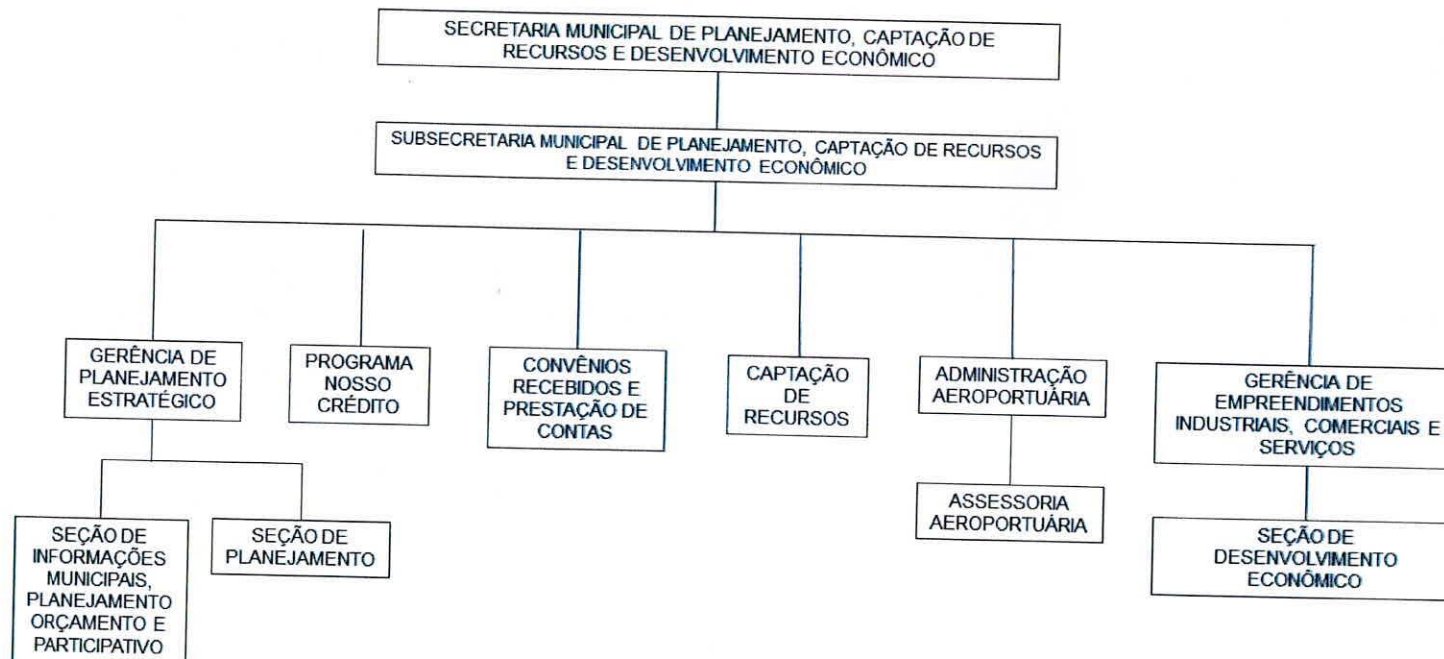 SECRETARIA MUNICIPAL DE PLANEJAMENTO, CAPTAÇÃO DE
RECURSOS E DESENVOLVIMENTO ECONÔMICO
SUBSECRETARIA MUNICIPAL DE PLANEJAMENTO, CAPTAÇÃO DE RECURSOS
E DESENVOLVIMENTO ECONÔMICO
GERÊNCIA DE
PLANEJAMENTO
ESTRATÉGICO
PROGRAMA
NOSSO
CRÉDITO
CONVÊNIOS
RECEBIDOS E
PRESTAÇÃO DE
CONTAS
CAPTAÇÃO
DE
RECURSOS
ADMINISTRAÇÃO
AEROPORTUÁRIA
GERÊNCIA DE
EMPREENDIMENTOS
INDUSTRIAIS, COMERCIAIS E
SERVIÇOS
SEÇÃO DE
INFORMAÇÕES
MUNICIPAIS,
PLANEJAMENTO
ORÇAMENTO E
PARTICIPATIVO
SEÇÃO DE
PLANEJAMENTO
ASSESSORIA
AEROPORTUÁRIA
SEÇÃO DE
DESENVOLVIMENTO
ECONÔMICO